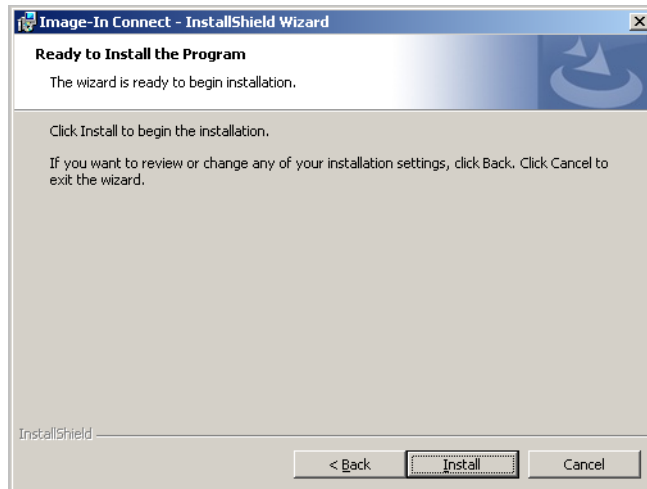 Image-In Connect - InstallShield Wizard
Ready to Install the Program
The wizard is ready to begin installation.
Click Install to begin the installation.
If you want to review or change any of your installation settings, click Back. Click Cancel to
exit the wizard.
InstallShield
< Back Install Cancel